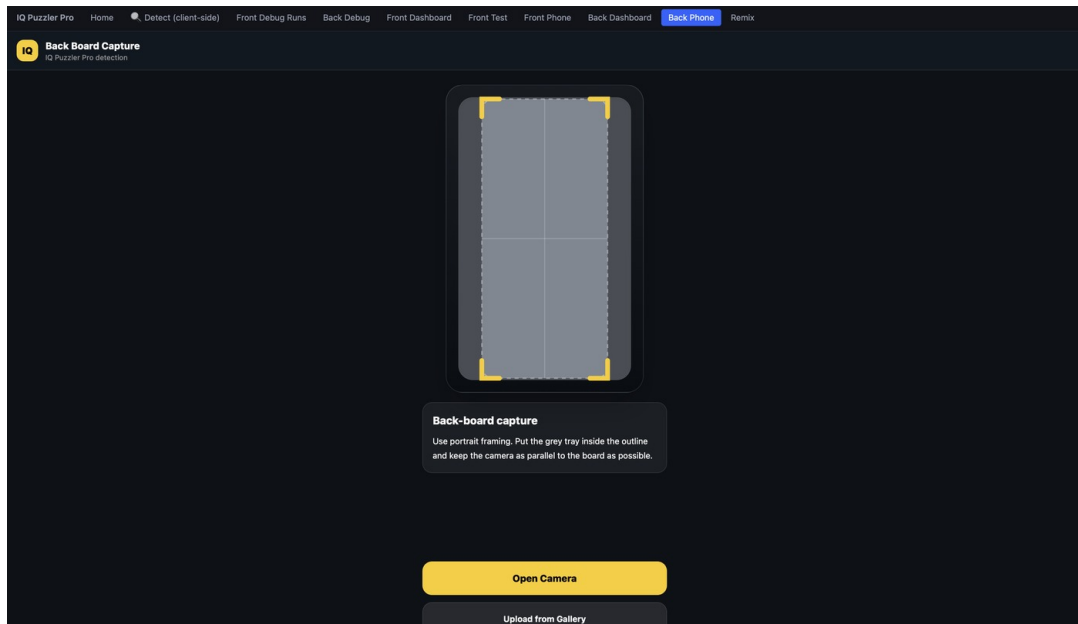 IQ Puzzler Pro Home 🔍 Detect (client-side) Front Debug Runs Back Debug Front Dashboard Front Test Front Phone Back Dashboard Back Phone Remix
IQ
Back Board Capture
IQ Puzzler Pro detection
Back-board capture
Use portrait framing. Put the grey tray inside the outline
and keep the camera as parallel to the board as possible.
Open Camera
Upload from Gallery